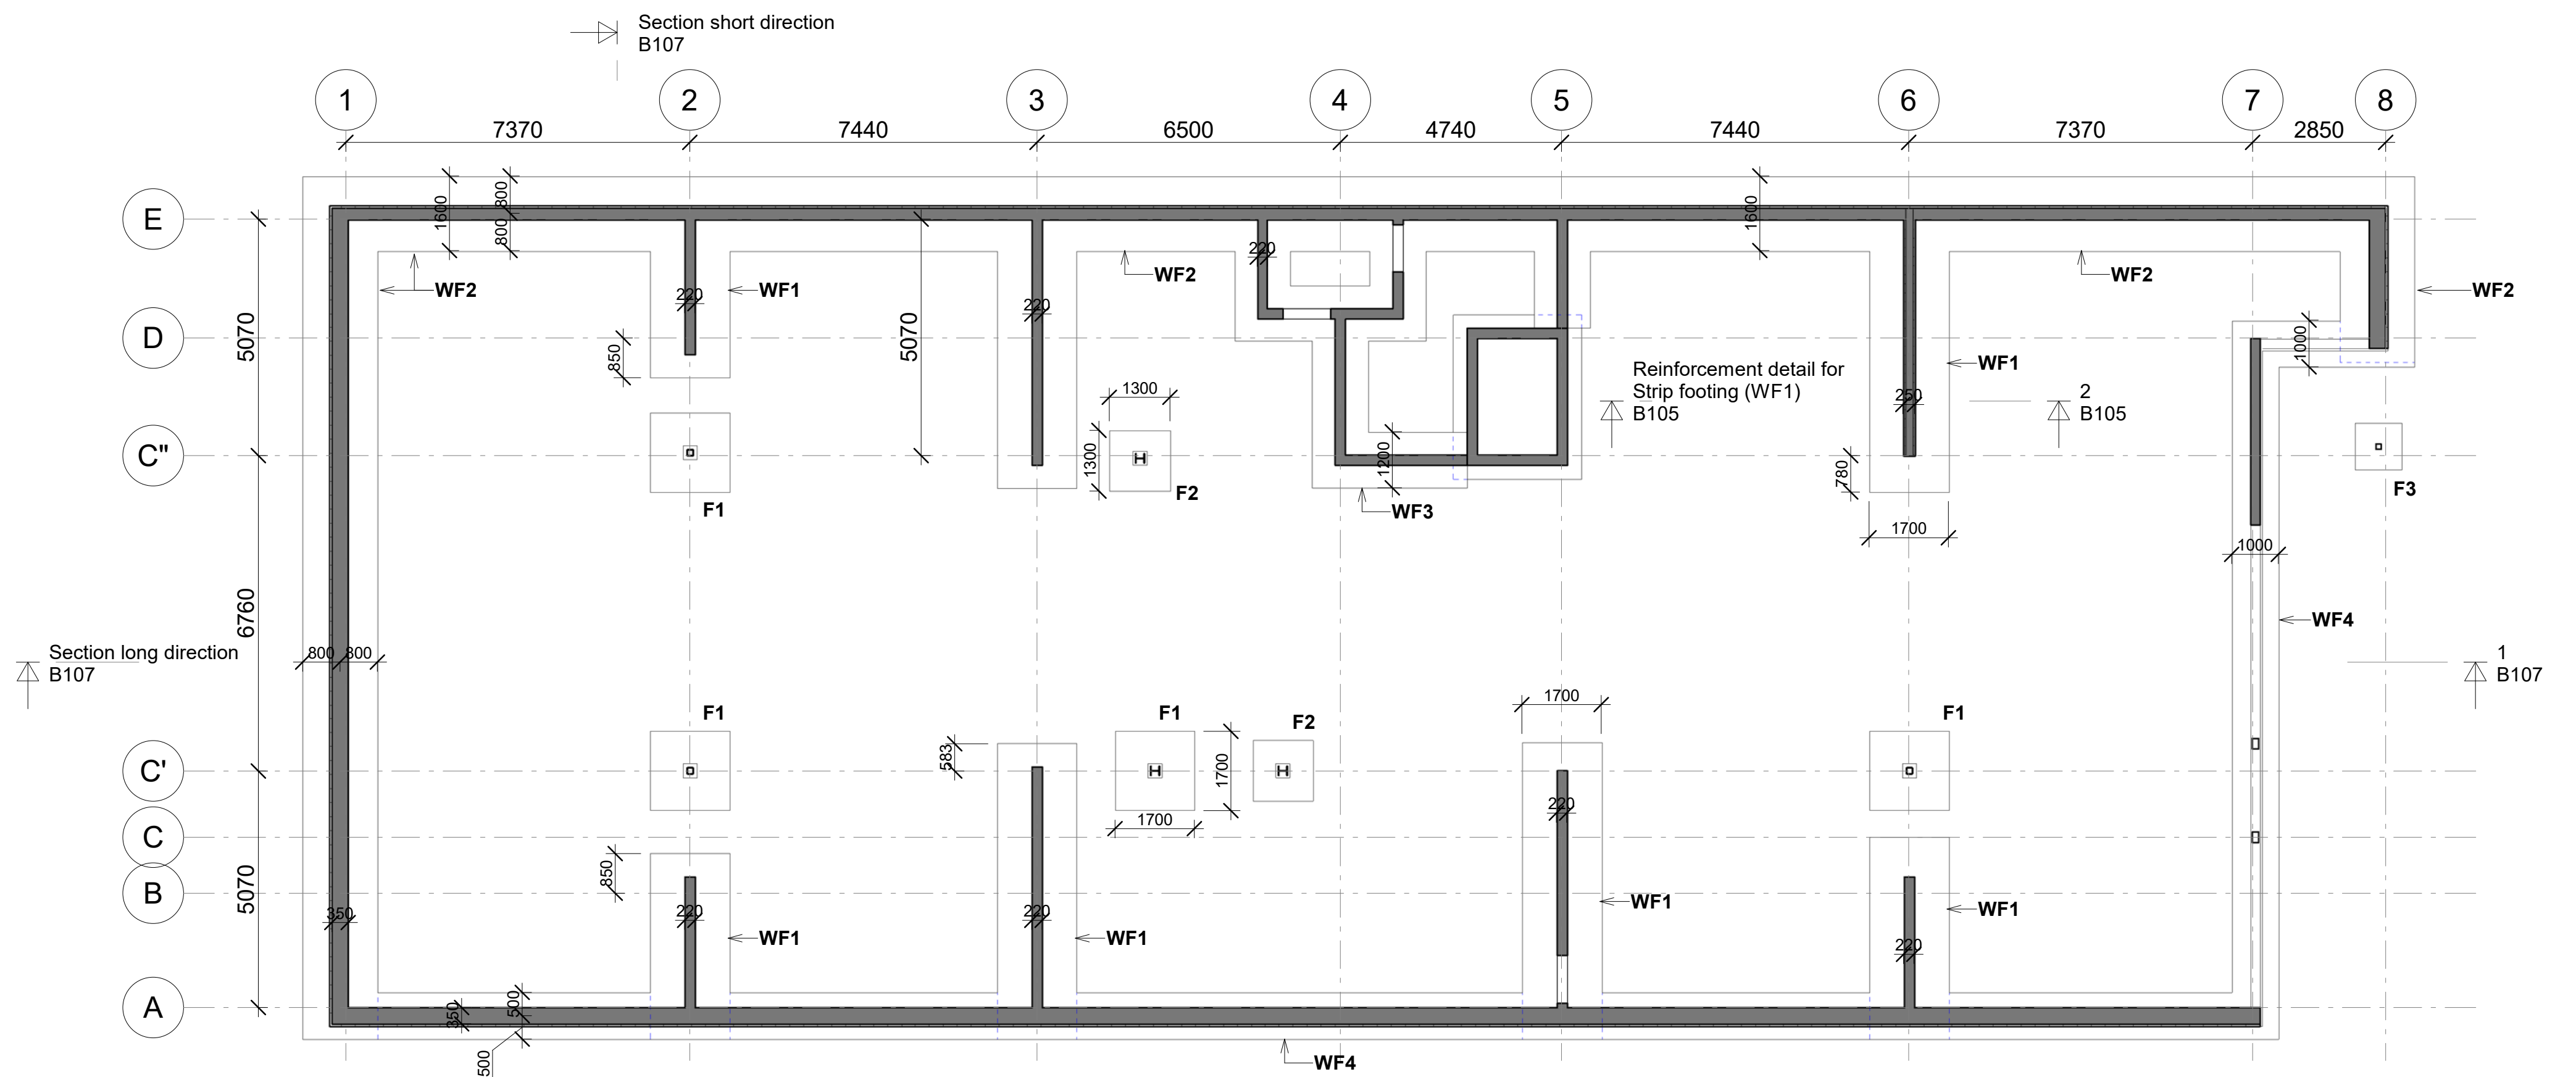 Section short direction
B107
1 2 3 4 5 6 7 8
7370 7440 6500 4740 7440 7370 2850
E
1600
800
800
1600
220
WF2
WF1
WF2
WF2
WF2
220
220
D
5070
850
5070
1000
Reinforcement detail for
Strip footing (WF1)
B105
WF1
2
B105
1300
250
C"
1300
F2
1200
780
F1
WF3
F3
1700
1000
6760
WF4
Section long direction
B107
800 800
1
B107
1700
F1
F1
F2
F1
583
C'
1700
220
1700
C
850
B
5070
WF1
WF1
350
220
220
WF1
WF1
220
A
350
500
500
WF4